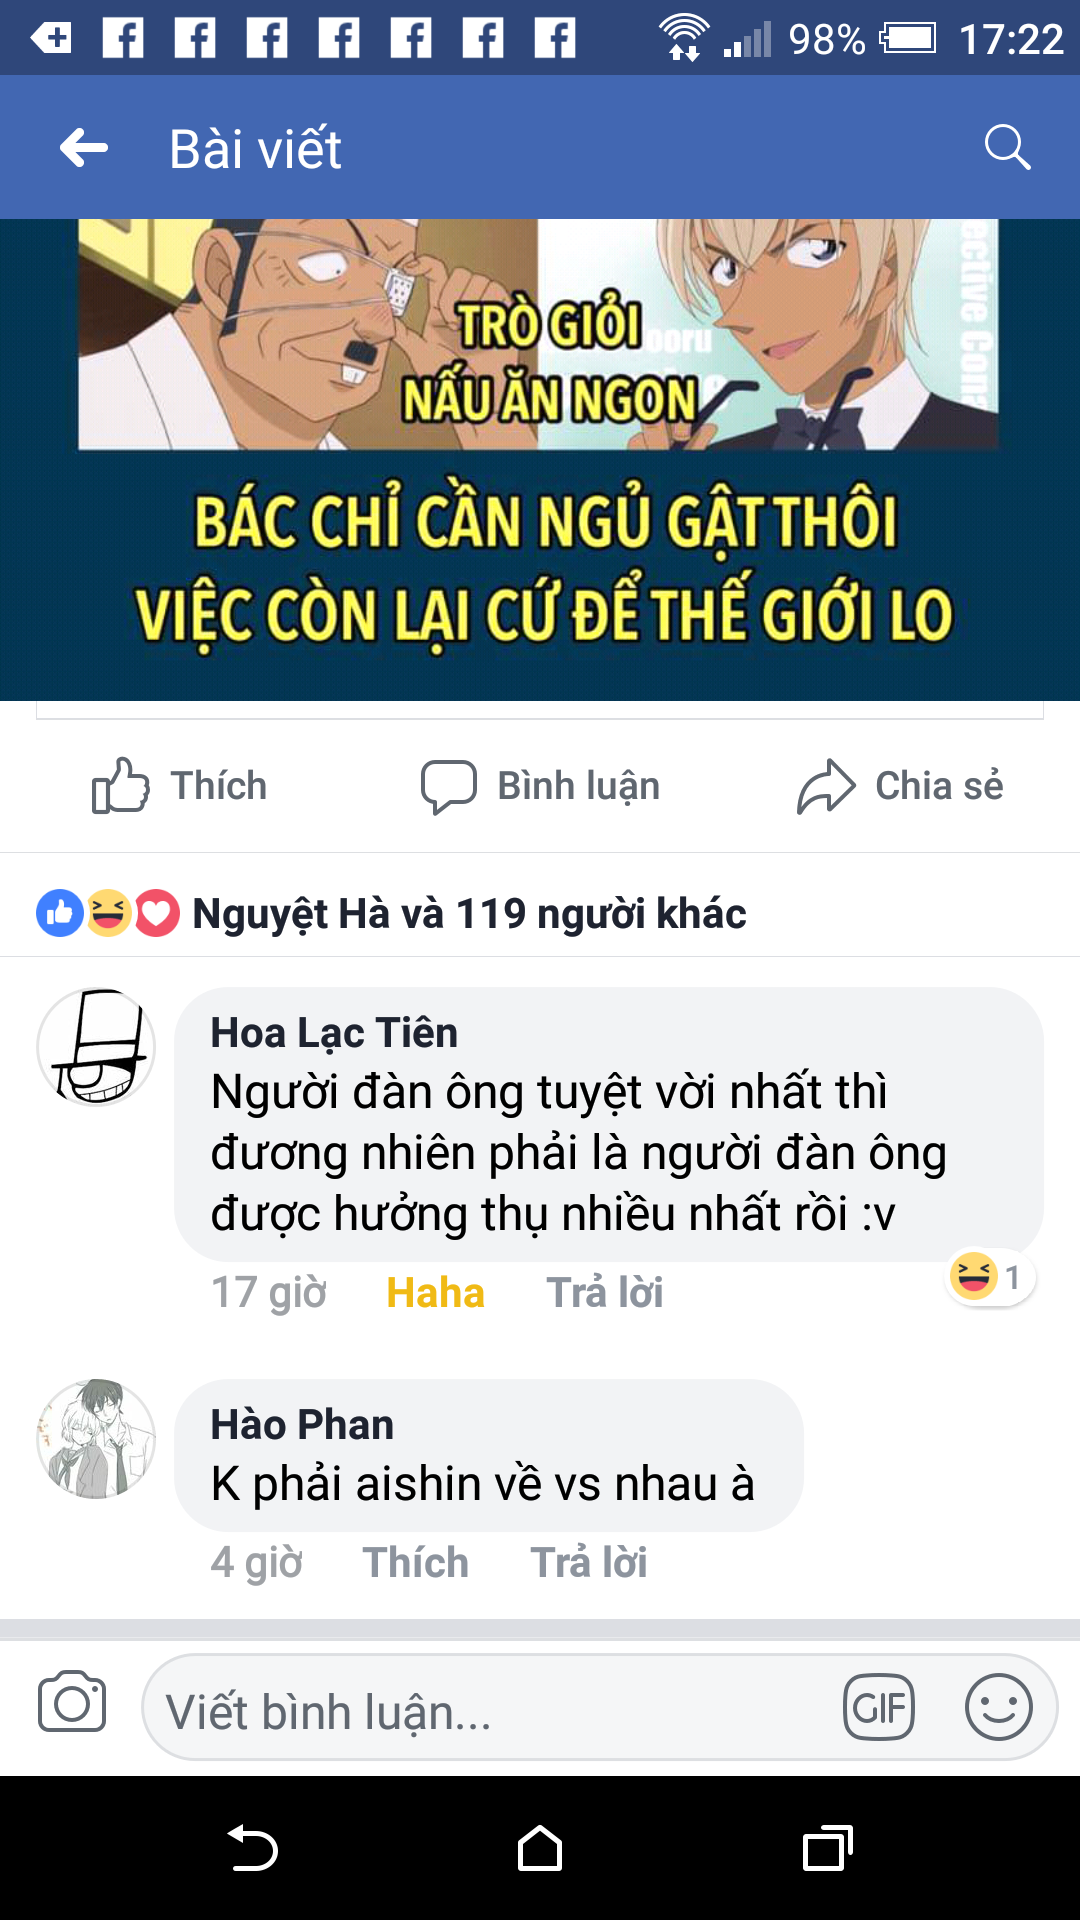 98% 17:22
Bài viết
ective Con
TRÒ GIỎI
ooru
NẤU ĂN NGON
BÁC CHỈ CẦN NGỦ GẬT THÔI
VIỆC CÒN LẠI CỨ ĐỂ THẾ GIỚI LO
Thích Bình luận Chia sẻ
Nguyệt Hà và 119 người khác
Hoa Lạc Tiên
Người đàn ông tuyệt vời nhất thì
đương nhiên phải là người đàn ông
được hưởng thụ nhiều nhất rồi :v
17 giờ Haha Trả lời 1
Hào Phan
K phải aishin về vs nhau à
4 giờ Thích Trả lời
Viết bình luận... GIF